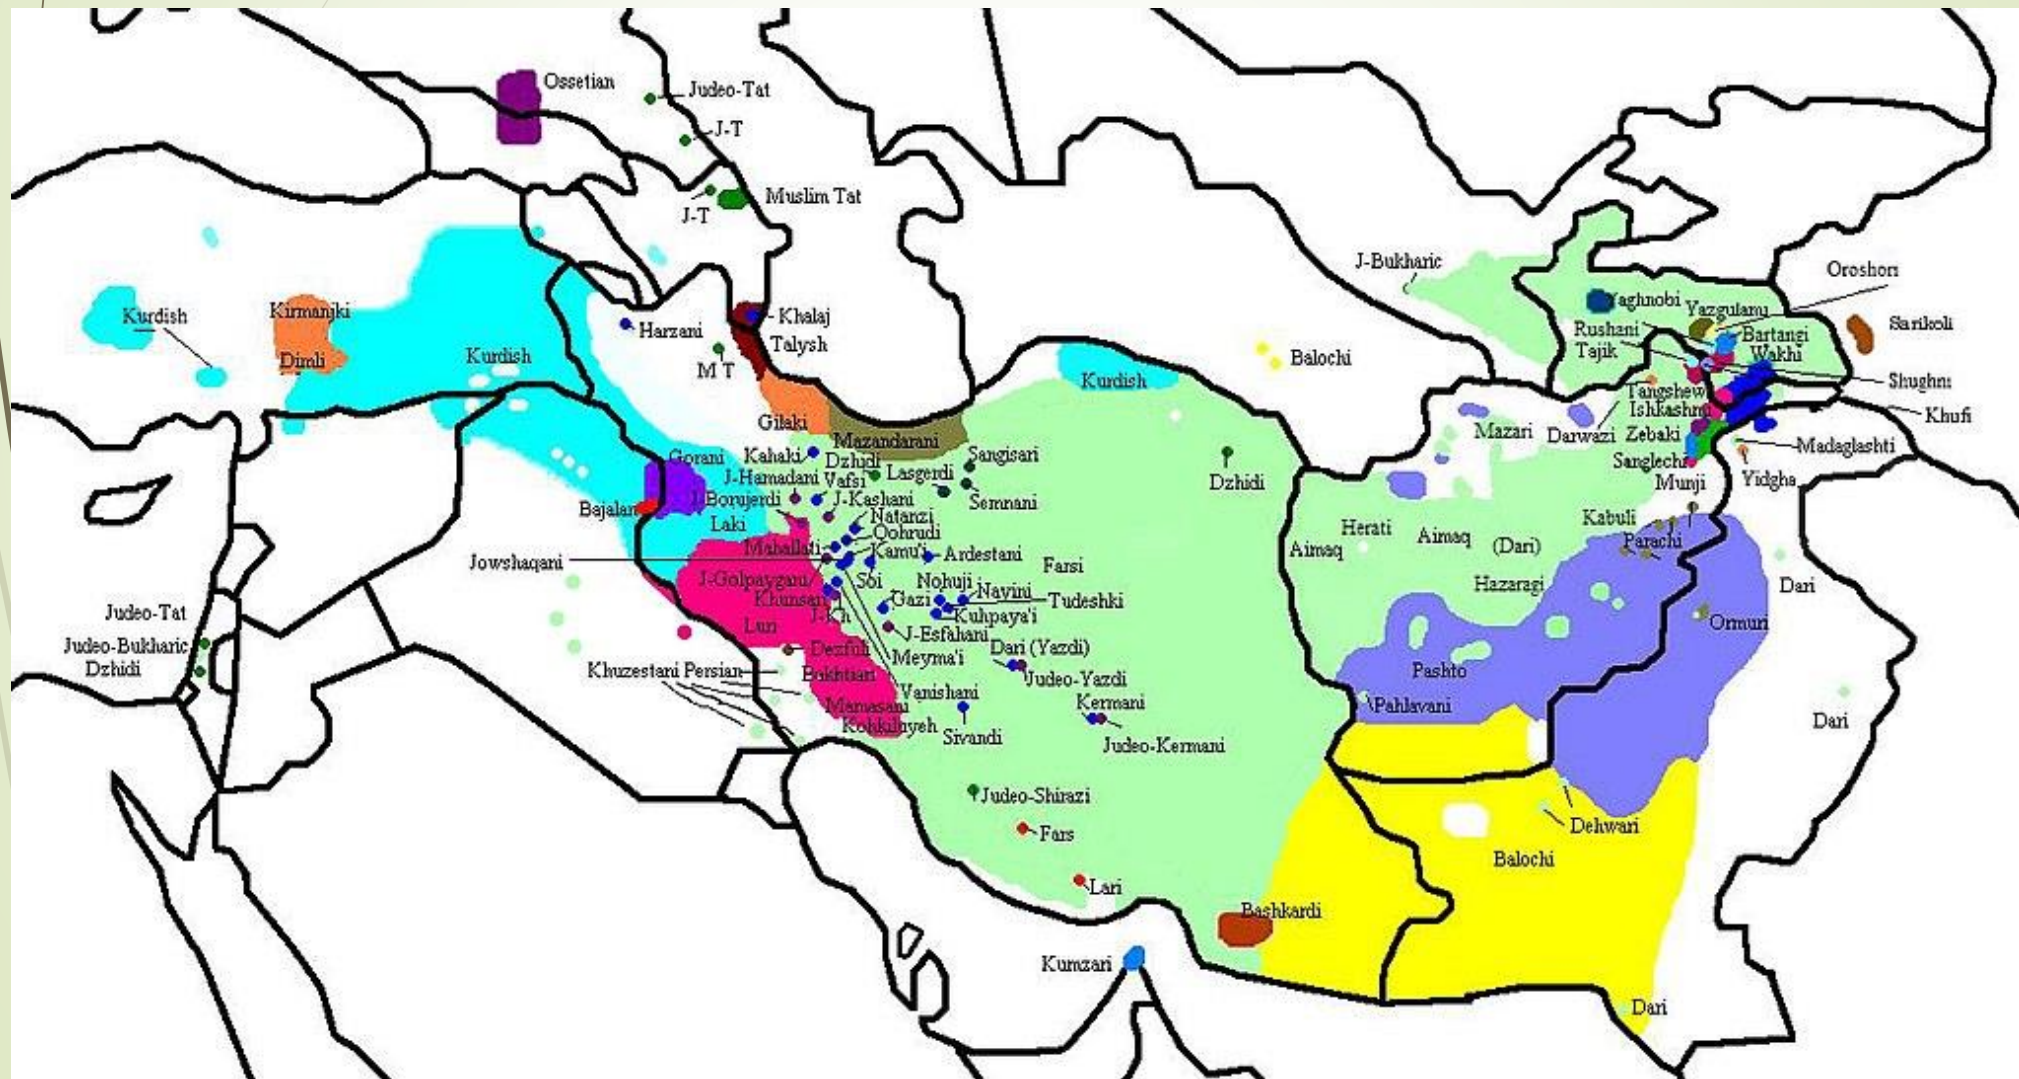 Ossetian
Judeo-Tat
J-T
Muslim Tat
J-T
J-Bukharic
Oroshori
Kurdish
Kirmanjki
Dimli
Kurdish
Harzani
Khalaj
Talysh
M T
Balochi
Kurdish
Yaghnobi
Yazgulami
Rushani
Bartangi
Tajik
Wakhi
Sarikoli
Shughni
Khufi
Tangshewi
Ishkashmi
Mazari
Darwazi
Zebaki
Madaglashti
Sanglechi
Munji
Yidgha
Gilaki
Mazandarani
Gorani
Kahaki
Dzhidi
Lasgerdi
Sangisari
Semnani
Dzhidi
J-Hamadani
Vafsi
J-Borujerdi
J-Kashani
Bajalan
Laki
Natanzi
Qohrudi
Mahallati
Kamu'i
Ardestani
Farsi
Jowshaqani
J-Golpaygani
Soi
Nohuji
Nayini
Tudeshki
Khunsari
Gazi
Kuhpaya'i
J-Kh
J-Esfahani
Luri
Dezfuli
Meyma'i
Dari (Yazdi)
Judeo-Yazdi
Khuzestani Persian
Bakhtiari
Vanishani
Kermani
Mamasani
Kohkiluyeh
Sivandi
Judeo-Kermani
Judeo-Tat
Judeo-Bukharic
Dzhidi
Herati
Aimaq
Aimaq
(Dari)
Hazaragi
Kabuli
Parachi
Dari
Ormuri
Pashto
Pahlavani
Dari
Judeo-Shirazi
Fars
Lari
Dehwari
Balochi
Bashkardi
Kumzari
Dari